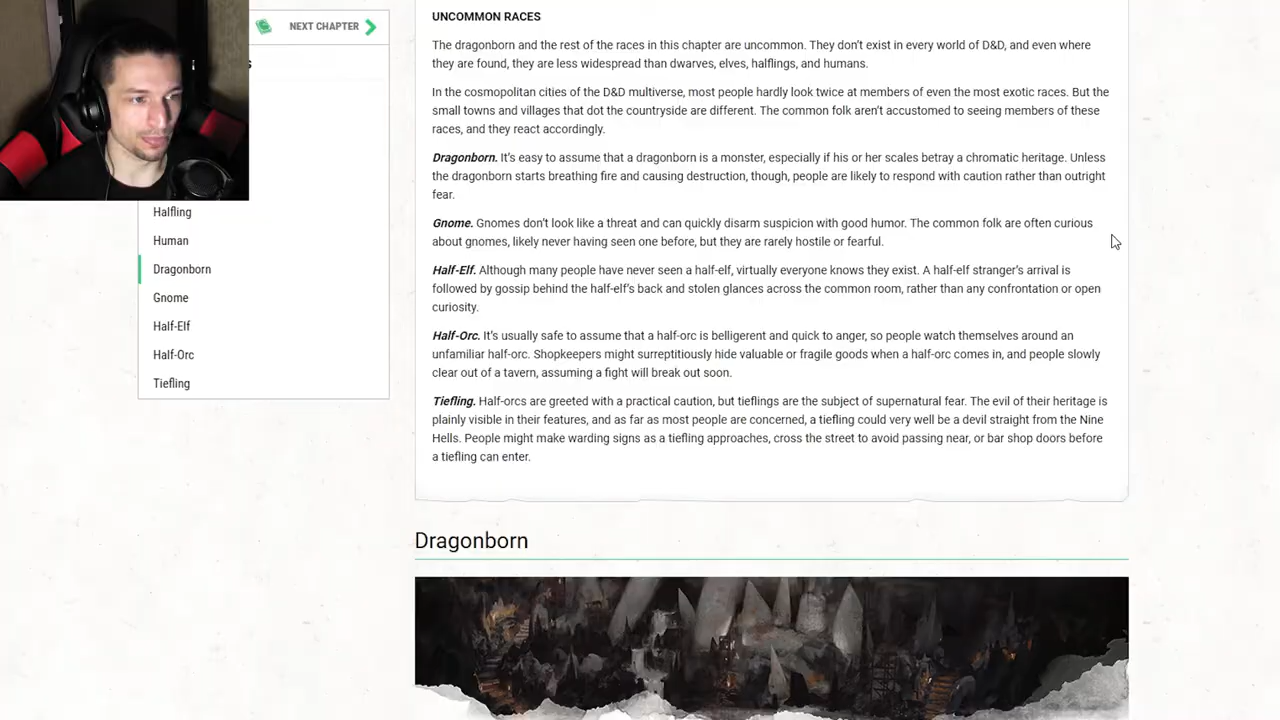 NEXT CHAPTER
Halfling
Human
Dragonborn
Gnome
Half-Elf
Half-Orc
Tiefling
UNCOMMON RACES
The dragonborn and the rest of the races in this chapter are uncommon. They don’t exist in every world of D&D, and even where
they are found, they are less widespread than dwarves, elves, halflings, and humans.
In the cosmopolitan cities of the D&D multiverse, most people hardly look twice at members of even the most exotic races. But the
small towns and villages that dot the countryside are different. The common folk aren’t accustomed to seeing members of these
races, and they react accordingly.
Dragonborn. It’s easy to assume that a dragonborn is a monster, especially if his or her scales betray a chromatic heritage. Unless
the dragonborn starts breathing fire and causing destruction, though, people are likely to respond with caution rather than outright
fear.
Gnome. Gnomes don’t look like a threat and can quickly disarm suspicion with good humor. The common folk are often curious
about gnomes, likely never having seen one before, but they are rarely hostile or fearful.
Half-Elf. Although many people have never seen a half-elf, virtually everyone knows they exist. A half-elf stranger’s arrival is
followed by gossip behind the half-elf’s back and stolen glances across the common room, rather than any confrontation or open
curiosity.
Half-Orc. It’s usually safe to assume that a half-orc is belligerent and quick to anger, so people watch themselves around an
unfamiliar half-orc. Shopkeepers might surreptitiously hide valuable or fragile goods when a half-orc comes in, and people slowly
clear out of a tavern, assuming a fight will break out soon.
Tiefling. Half-orcs are greeted with a practical caution, but tieflings are the subject of supernatural fear. The evil of their heritage is
plainly visible in their features, and as far as most people are concerned, a tiefling could very well be a devil straight from the Nine
Hells. People might make warding signs as a tiefling approaches, cross the street to avoid passing near, or bar shop doors before
a tiefling can enter.
Dragonborn